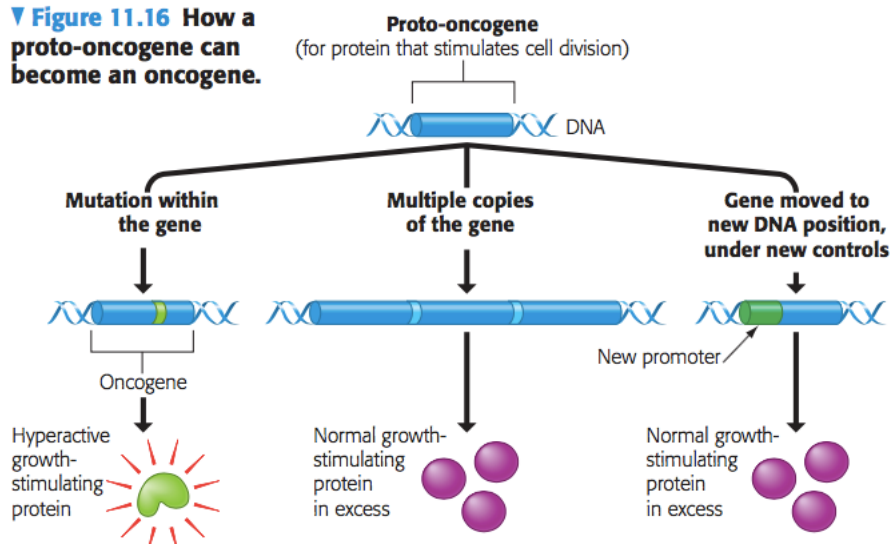 ▼ Figure 11.16 How a
proto-oncogene can
become an oncogene.
Proto-oncogene
(for protein that stimulates cell division)
DNA
Mutation within
the gene
Multiple copies
of the gene
Gene moved to
new DNA position,
under new controls
Oncogene
New promoter
Hyperactive
growth-
stimulating
protein
Normal growth-
stimulating
protein
in excess
Normal growth-
stimulating
protein
in excess